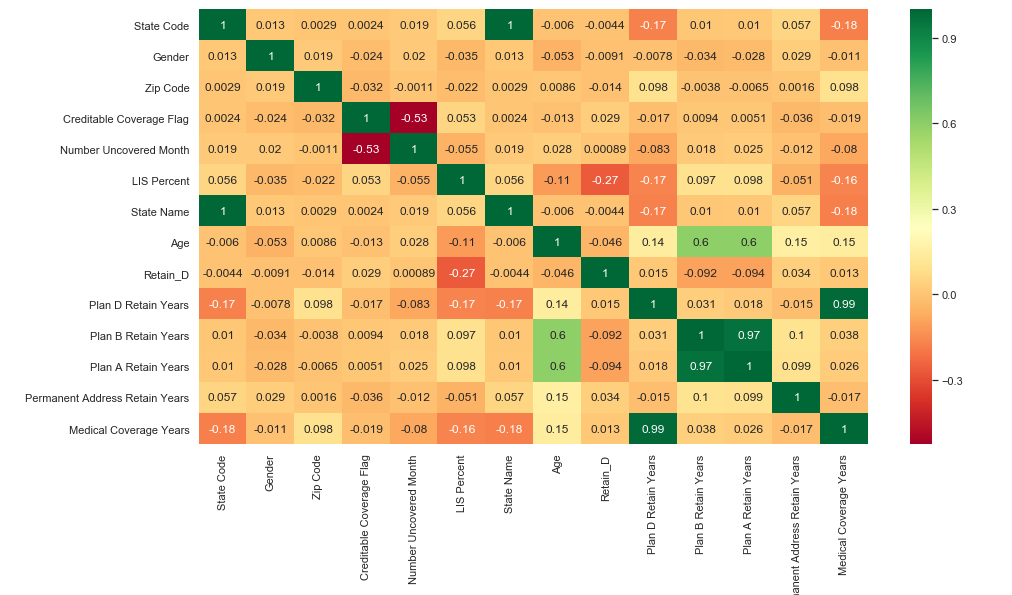 State Code 1 0.013 0.0029 0.0024 0.019 0.056 1 -0.006 -0.0044 -0.17 0.01 0.01 0.057 -0.18
0.9
Gender 0.013 1 0.019 -0.024 0.02 -0.035 0.013 -0.053 -0.0091 -0.0078 -0.034 -0.028 0.029 -0.011
Zip Code 0.0029 0.019 1 -0.032 -0.0011 -0.022 0.0029 0.0086 -0.014 0.098 -0.0038 -0.0065 0.0016 0.098
Creditable Coverage Flag 0.0024 -0.024 -0.032 1 -0.53 0.053 0.0024 -0.013 0.029 -0.017 0.0094 0.0051 -0.036 -0.019
0.6
Number Uncovered Month 0.019 0.02 -0.0011 -0.53 1 -0.055 0.019 0.028 0.00089 -0.083 0.018 0.025 -0.012 -0.08
LIS Percent 0.056 -0.035 -0.022 0.053 -0.055 1 0.056 -0.11 -0.27 -0.17 0.097 0.098 -0.051 -0.16
State Name 1 0.013 0.0029 0.0024 0.019 0.056 1 -0.006 -0.0044 -0.17 0.01 0.01 0.057 -0.18
0.3
Age -0.006 -0.053 0.0086 -0.013 0.028 -0.11 -0.006 1 -0.046 0.14 0.6 0.6 0.15 0.15
Retain_D -0.0044 -0.0091 -0.014 0.029 0.00089 -0.27 -0.0044 -0.046 1 0.015 -0.092 -0.094 0.034 0.013
Plan D Retain Years -0.17 -0.0078 0.098 -0.017 -0.083 -0.17 -0.17 0.14 0.015 1 0.031 0.018 -0.015 0.99
0.0
Plan B Retain Years 0.01 -0.034 -0.0038 0.0094 0.018 0.097 0.01 0.6 -0.092 0.031 1 0.97 0.1 0.038
Plan A Retain Years 0.01 -0.028 -0.0065 0.0051 0.025 0.098 0.01 0.6 -0.094 0.018 0.97 1 0.099 0.026
−0.3
Permanent Address Retain Years 0.057 0.029 0.0016 -0.036 -0.012 -0.051 0.057 0.15 0.034 -0.015 0.1 0.099 1 -0.017
Medical Coverage Years -0.18 -0.011 0.098 -0.019 -0.08 -0.16 -0.18 0.15 0.013 0.99 0.038 0.026 -0.017 1
State Code
Gender
Zip Code
Creditable Coverage Flag
Number Uncovered Month
LIS Percent
State Name
Age
Retain_D
Plan D Retain Years
Plan B Retain Years
Plan A Retain Years
anent Address Retain Years
Medical Coverage Years